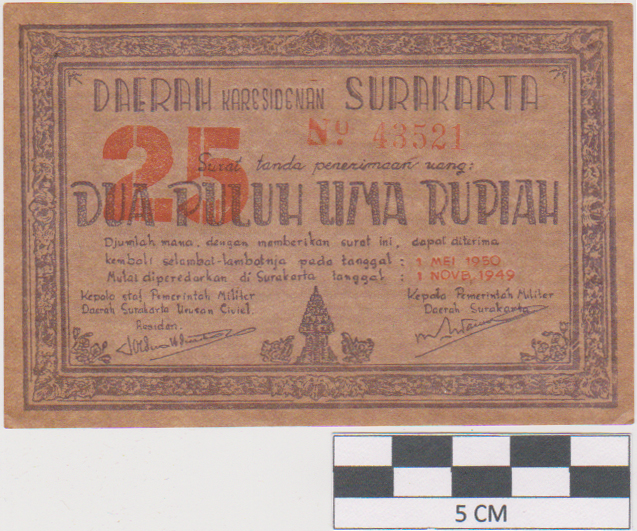 DAERAH KARESIDENAN SURAKARTA
No. 43521
25
Surat tanda penerimaan uang:
DUA PULUH LIMA RUPIAH
Djumlah mana, dengan memberikan surat ini, dapat diterima
kembali selambat-lambatnja pada tanggal : 1 MEI 1950
Mulai diperedarkan di Surakarta tanggal : 1 NOVB, 1949
Kepala staf Pemerintah Militer
Daerah Surakarta Urusan Civiel.
Residen.
Kepala Pemerintah Militer
Daerah Surakarta
5 CM